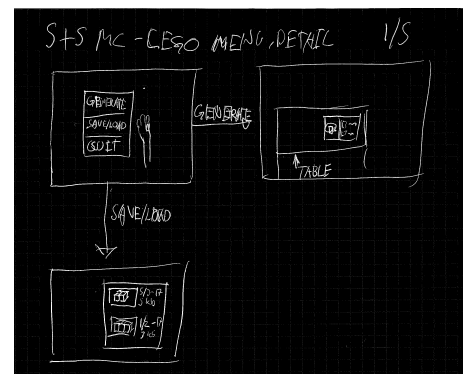 S+S MC-LEGO MENU.DETAIL 1/5
GENERATE
SAVE/LOAD
QUIT
GENERATE
TABLE
SAVE/LOAD